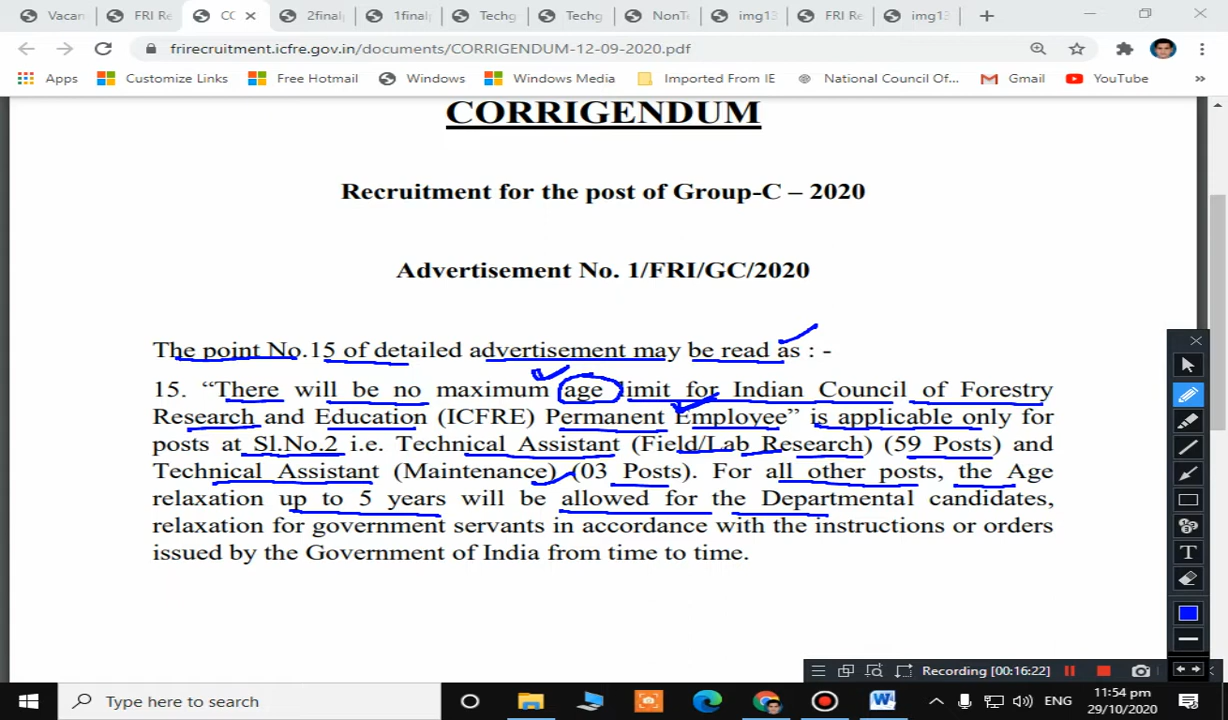 Vacan FRI Re CC 2final 1final Techg Techg NonTe img13 FRI Re img13
frirecruitment.icfre.gov.in/documents/CORRIGENDUM-12-09-2020.pdf
Apps Customize Links Free Hotmail Windows Windows Media Imported From IE National Council Of... Gmail YouTube »
CORRIGENDUM
Recruitment for the post of Group-C – 2020
Advertisement No. 1/FRI/GC/2020
The point No.15 of detailed advertisement may be read as : -
15. “There will be no maximum age limit for Indian Council of Forestry
Research and Education (ICFRE) Permanent Employee” is applicable only for
posts at Sl.No.2 i.e. Technical Assistant (Field/Lab Research) (59 Posts) and
Technical Assistant (Maintenance) (03 Posts). For all other posts, the Age
relaxation up to 5 years will be allowed for the Departmental candidates,
relaxation for government servants in accordance with the instructions or orders
issued by the Government of India from time to time.
Recording [00:16:22]
Type here to search
ENG
11:54 pm
29/10/2020